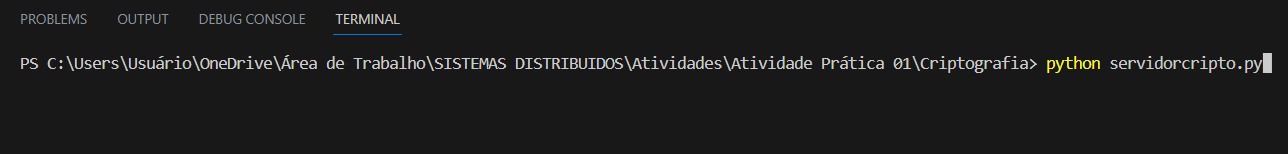 PROBLEMS OUTPUT DEBUG CONSOLE TERMINAL
PS C:\Users\Usuário\OneDrive\Área de Trabalho\SISTEMAS DISTRIBUIDOS\Atividades\Atividade Prática 01\Criptografia> python servidorcripto.py